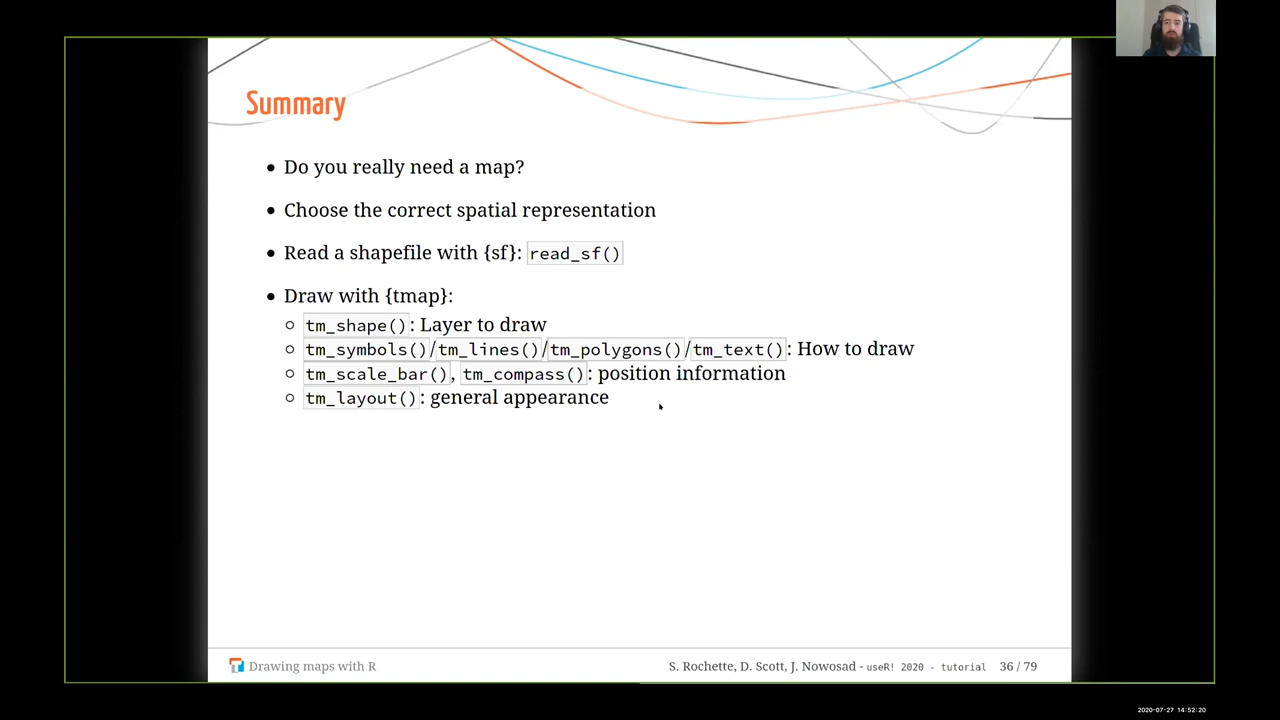 Summary
Do you really need a map?
Choose the correct spatial representation
Read a shapefile with {sf}: read_sf()
Draw with {tmap}:
tm_shape(): Layer to draw
tm_symbols()/tm_lines()/tm_polygons()/tm_text(): How to draw
tm_scale_bar(), tm_compass(): position information
tm_layout(): general appearance
Drawing maps with R
S. Rochette, D. Scott, J. Nowosad - useR! 2020 - tutorial 36 / 79
2020-07-27 14:52:20